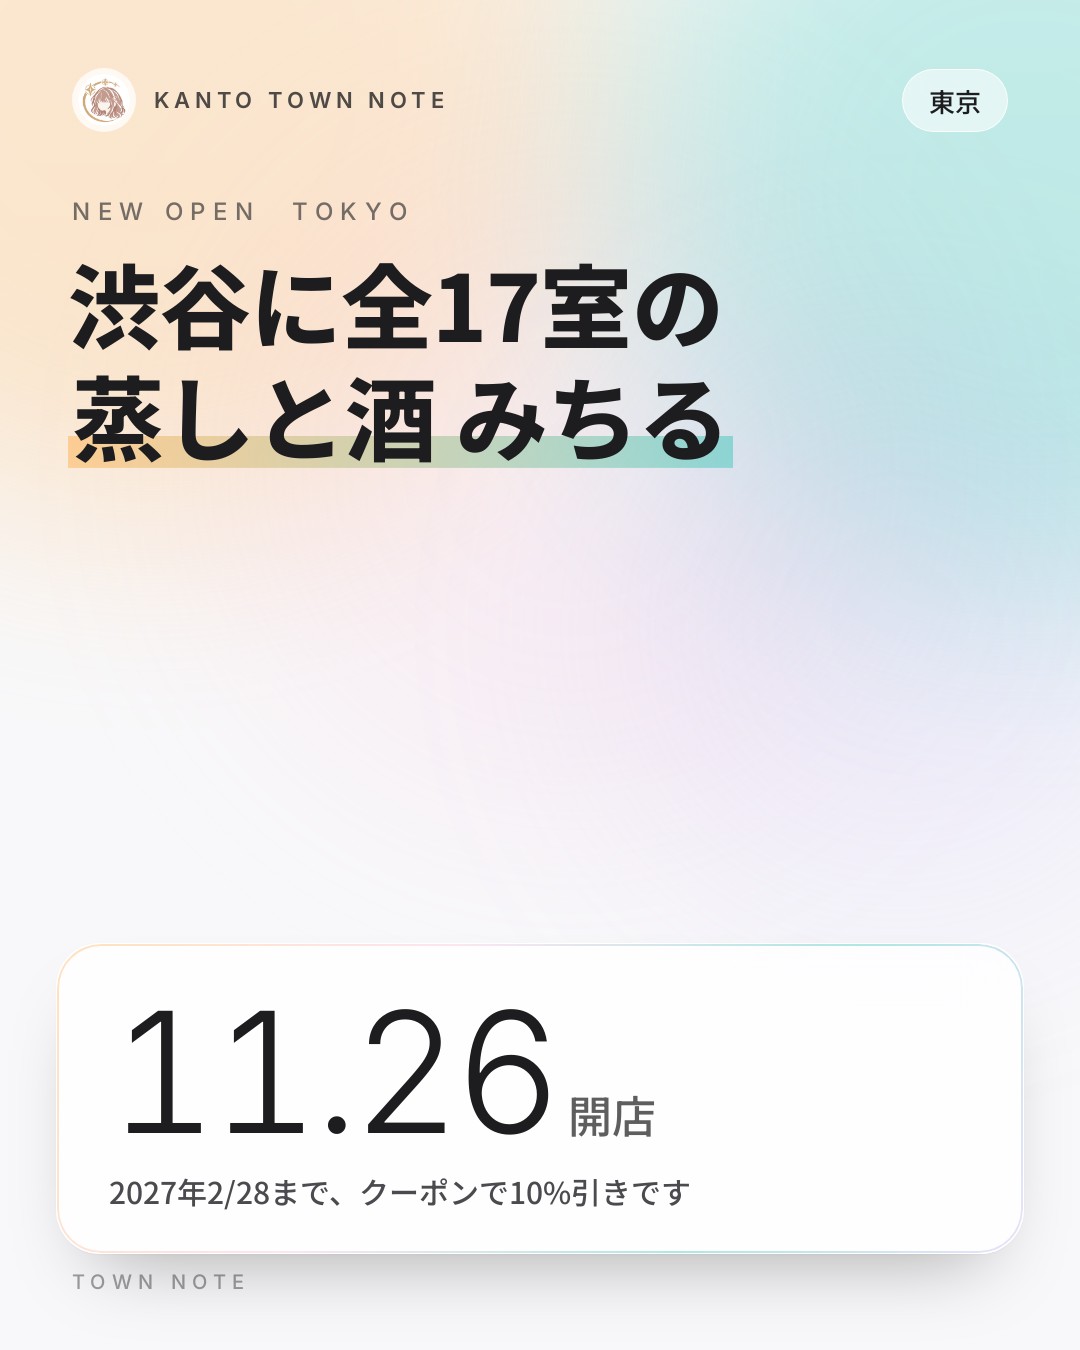 KANTO TOWN NOTE
東京
NEW OPEN TOKYO
渋谷に全17室の
蒸しと酒 みちる
11.26 開店
2027年2/28まで、クーポンで10%引きです
TOWN NOTE